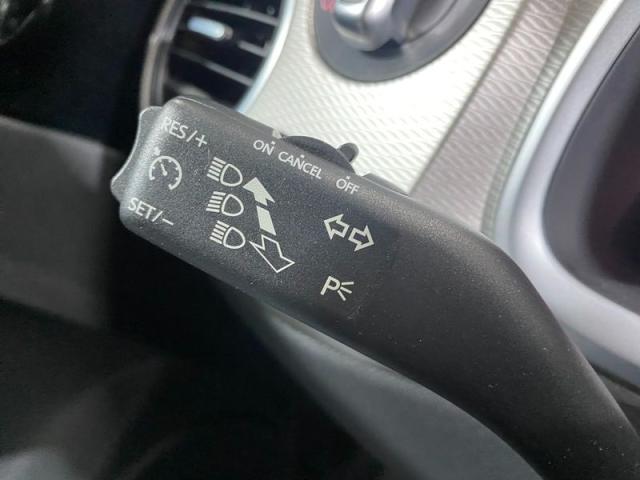 RES/+
ON CANCEL OFF
SET/-
P